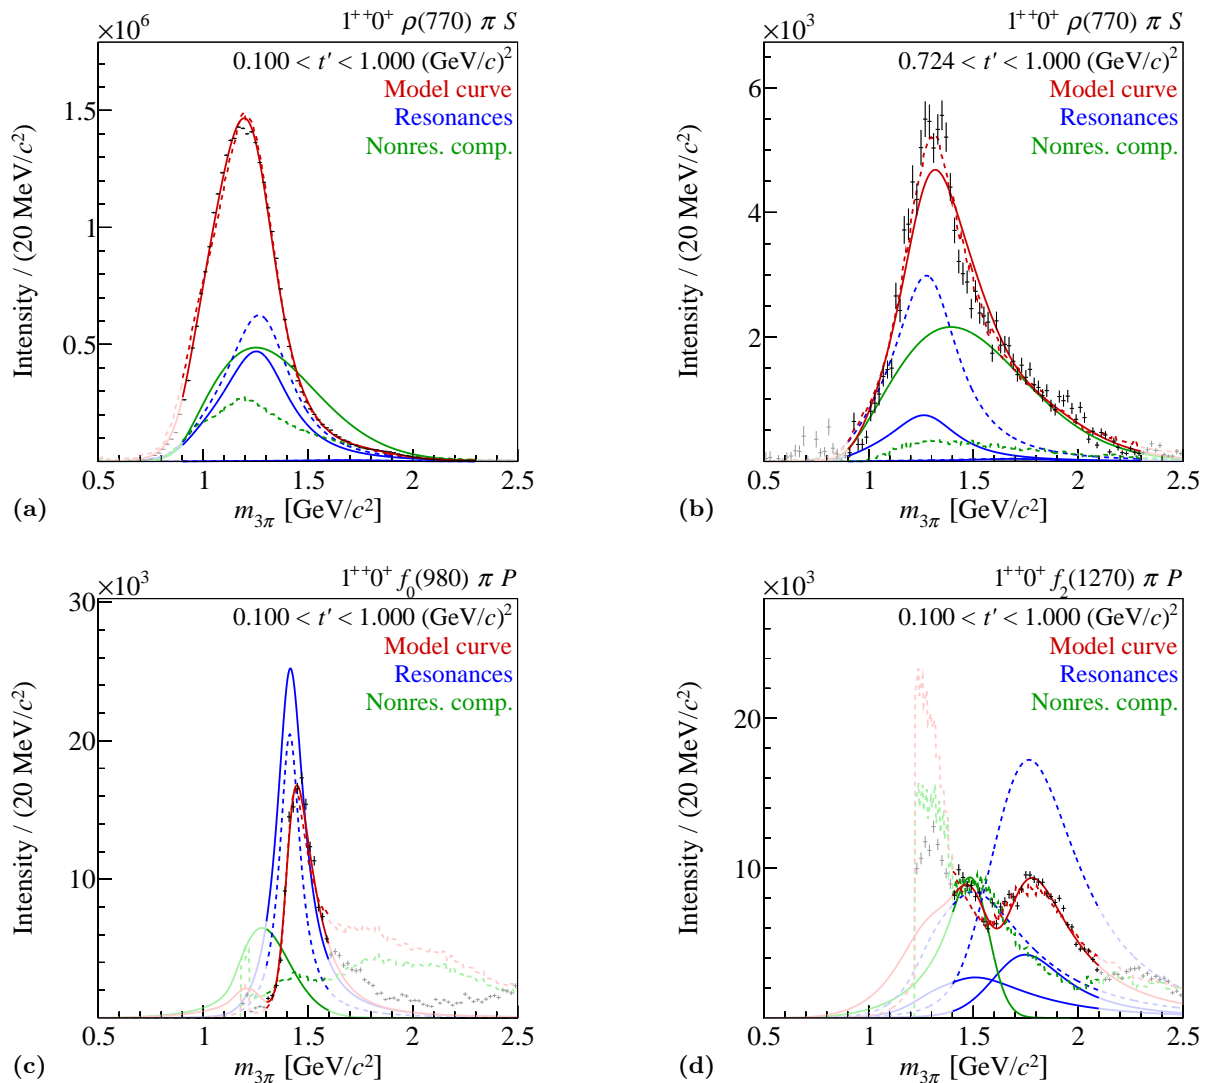 ×10⁶ 1⁺⁺0⁺ ρ(770) π S
0.100 < t′ < 1.000 (GeV/c)²
Model curve
Resonances
Nonres. comp.
Intensity / (20 MeV/c²)
1.5
1
0.5
0.5 1 1.5 2 2.5
m₃π [GeV/c²]
(a)
×10³ 1⁺⁺0⁺ ρ(770) π S
0.724 < t′ < 1.000 (GeV/c)²
Model curve
Resonances
Nonres. comp.
Intensity / (20 MeV/c²)
6
4
2
0.5 1 1.5 2 2.5
m₃π [GeV/c²]
(b)
×10³ 1⁺⁺0⁺ f₀(980) π P
0.100 < t′ < 1.000 (GeV/c)²
Model curve
Resonances
Nonres. comp.
Intensity / (20 MeV/c²)
30
20
10
0.5 1 1.5 2 2.5
m₃π [GeV/c²]
(c)
×10³ 1⁺⁺0⁺ f₂(1270) π P
0.100 < t′ < 1.000 (GeV/c)²
Model curve
Resonances
Nonres. comp.
Intensity / (20 MeV/c²)
20
10
0.5 1 1.5 2 2.5
m₃π [GeV/c²]
(d)